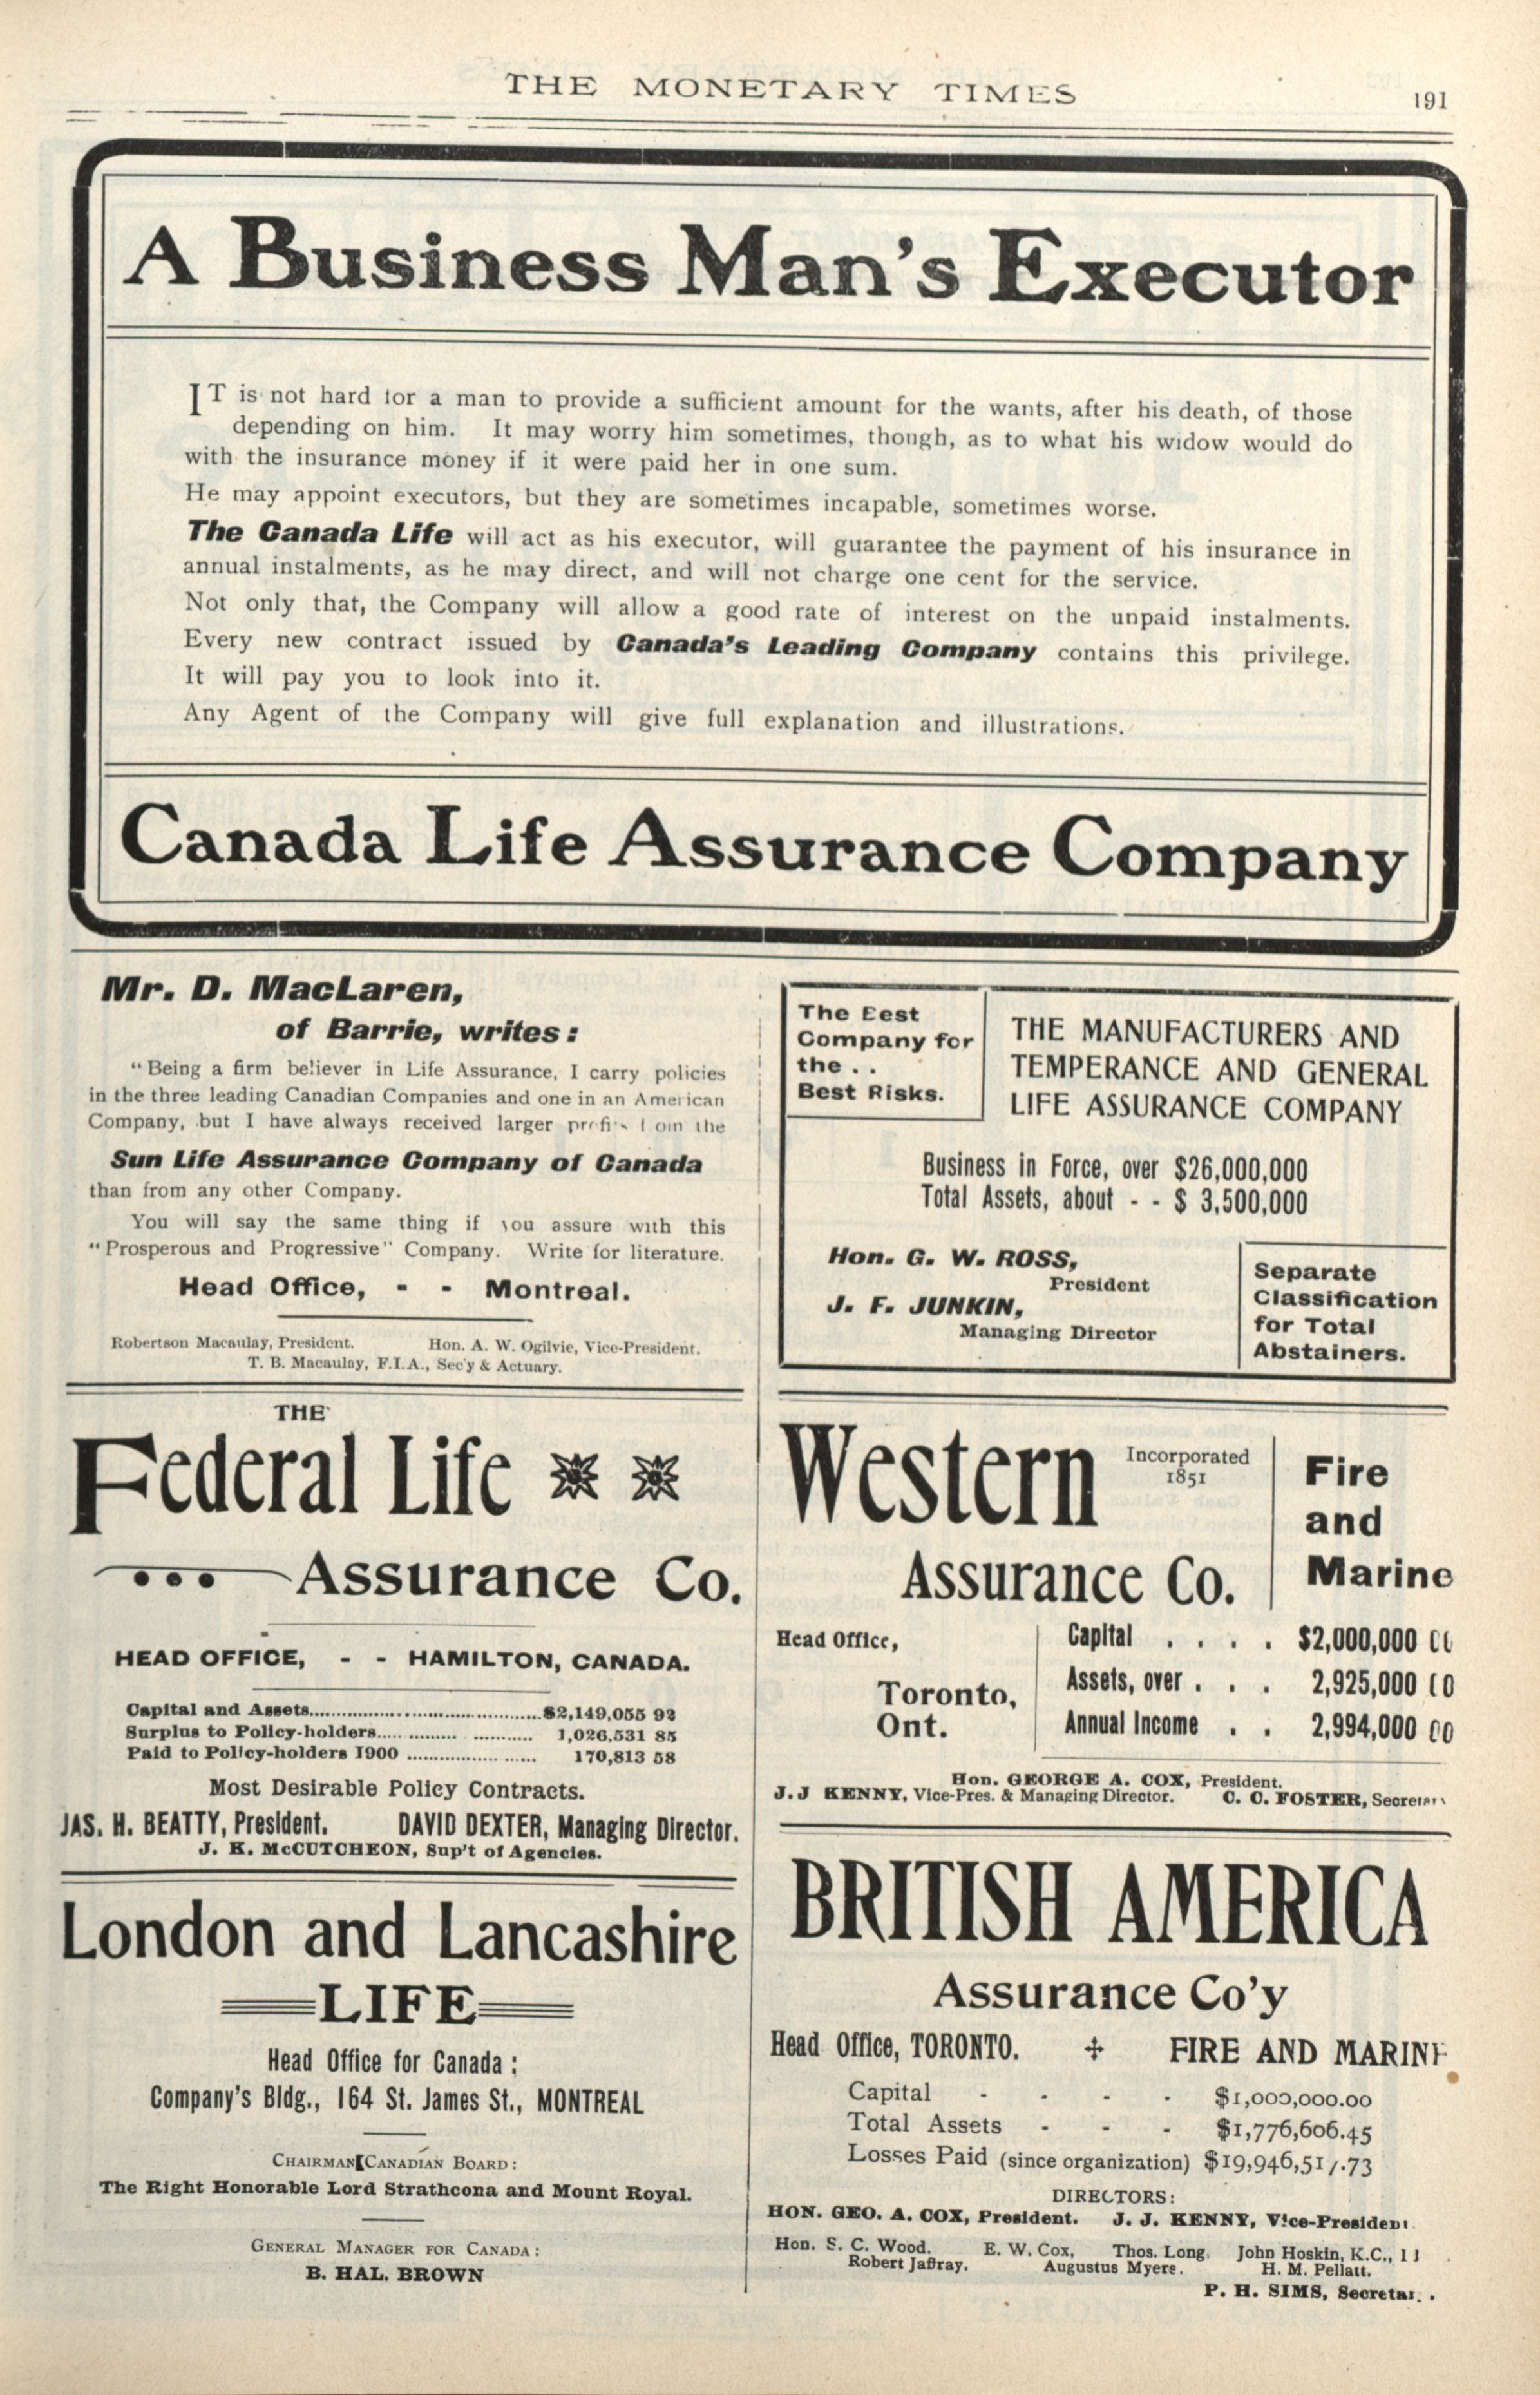 THE MONETARY TIMES
191
A Business Man's Executor
IT is not hard for a man to provide a sufficient amount for the wants, after his death, of those
depending on him. It may worry him sometimes, though, as to what his widow would do
with the insurance money if it were paid her in one sum.
He may appoint executors, but they are sometimes incapable, sometimes worse.
The Canada Life will act as his executor, will guarantee the payment of his insurance in
annual instalments, as he may direct, and will not charge one cent for the service.
Not only that, the Company will allow a good rate of interest on the unpaid instalments.
Every new contract issued by Canada's Leading Company contains this privilege.
It will pay you to look into it.
Any Agent of the Company will give full explanation and illustrations.
Canada Life Assurance Company
Mr. D. MacLaren,
of Barrie, writes:
"Being a firm believer in Life Assurance, I carry policies
in the three leading Canadian Companies and one in an American
Company, but I have always received larger the
Sun Life Assurance Company of Canada
than from any other Company.
You will say the same thing if you assure with this
"Prosperous and Progressive" Company. Write for literature.
Head Office, - - Montreal.
Robertson Macaulay, President. Hon. A. W. Ogilvie, Vice-President.
T. B. Macaulay, F.I.A., Sec'y & Actuary.
The Best
Company for
the . .
Best Risks.
THE MANUFACTURERS AND
TEMPERANCE AND GENERAL
LIFE ASSURANCE COMPANY
Business in Force, over $26,000,000
Total Assets, about - - $ 3,500,000
Hon. G. W. ROSS,
President
J. F. JUNKIN,
Managing Director
Separate
Classification
for Total
Abstainers.
THE
Federal Life
Assurance Co.
HEAD OFFICE, - - HAMILTON, CANADA.
Capital and Assets........................................$2,149,055 92
Surplus to Policy-holders..... .......... ........... 1,026,531 85
Paid to Policy-holders 1900 ................. ...... 170,813 58
Most Desirable Policy Contracts.
JAS. H. BEATTY, President. DAVID DEXTER, Managing Director.
J. K. McCUTCHEON, Sup't of Agencies.
Western
Incorporated
1851
Assurance Co.
Fire
and
Marine
Head Office,
Toronto,
Ont.
Capital . . . . $2,000,000 00
Assets, over . . . 2,925,000 00
Annual Income . . 2,994,000 00
Hon. GEORGE A. COX, President.
J. J KENNY, Vice-Pres. & Managing Director. C. C. FOSTER, Secretary
London and Lancashire
LIFE
Head Office for Canada:
Company's Bldg., 164 St. James St., MONTREAL
CHAIRMAN CANADIAN BOARD:
The Right Honorable Lord Strathcona and Mount Royal.
GENERAL MANAGER FOR CANADA:
B. HAL. BROWN
BRITISH AMERICA
Assurance Co'y
Head Office, TORONTO. ✣ FIRE AND MARINE
Capital - - - - $1,000,000.00
Total Assets - - - $1,776,606.45
Losses Paid (since organization) $19,946,517.73
DIRECTORS:
HON. GEO. A. COX, President. J. J. KENNY, Vice-President.
Hon. S. C. Wood. E. W. Cox, Thos. Long, John Hoskin, K.C.,
Robert Jaffray. Augustus Myers. H. M. Pellatt.
P. H. SIMS, Secretary.